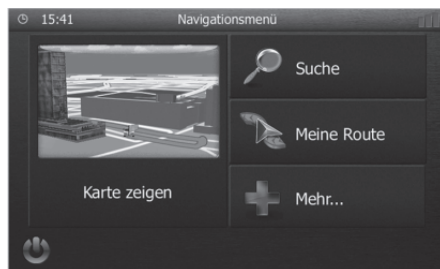 15:41 Navigationsmenü
Suche
Meine Route
Karte zeigen
Mehr...